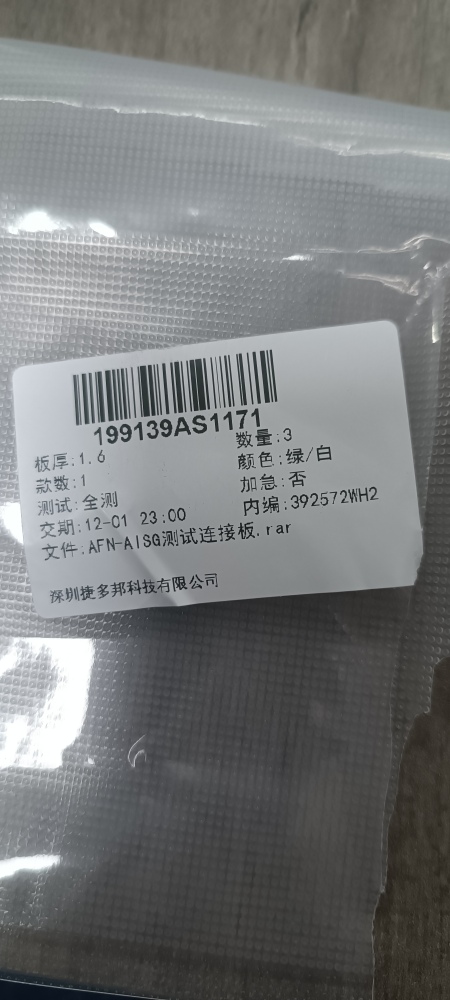 199139AS1171
板厚:1.6 数量:3
款数:1 颜色:绿/白
测试:全测 加急:否
交期:12-01 23:00 内编:392572WH2
文件:AFN-AISG测试连接板.rar
深圳捷多邦科技有限公司